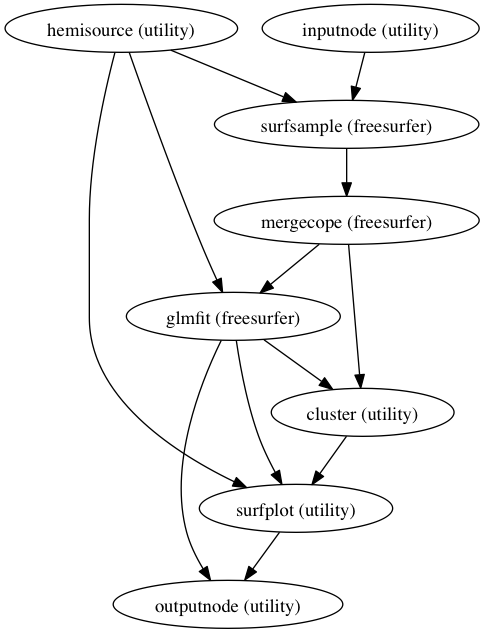 hemisource (utility)
inputnode (utility)
surfsample (freesurfer)
mergecope (freesurfer)
glmfit (freesurfer)
cluster (utility)
surfplot (utility)
outputnode (utility)